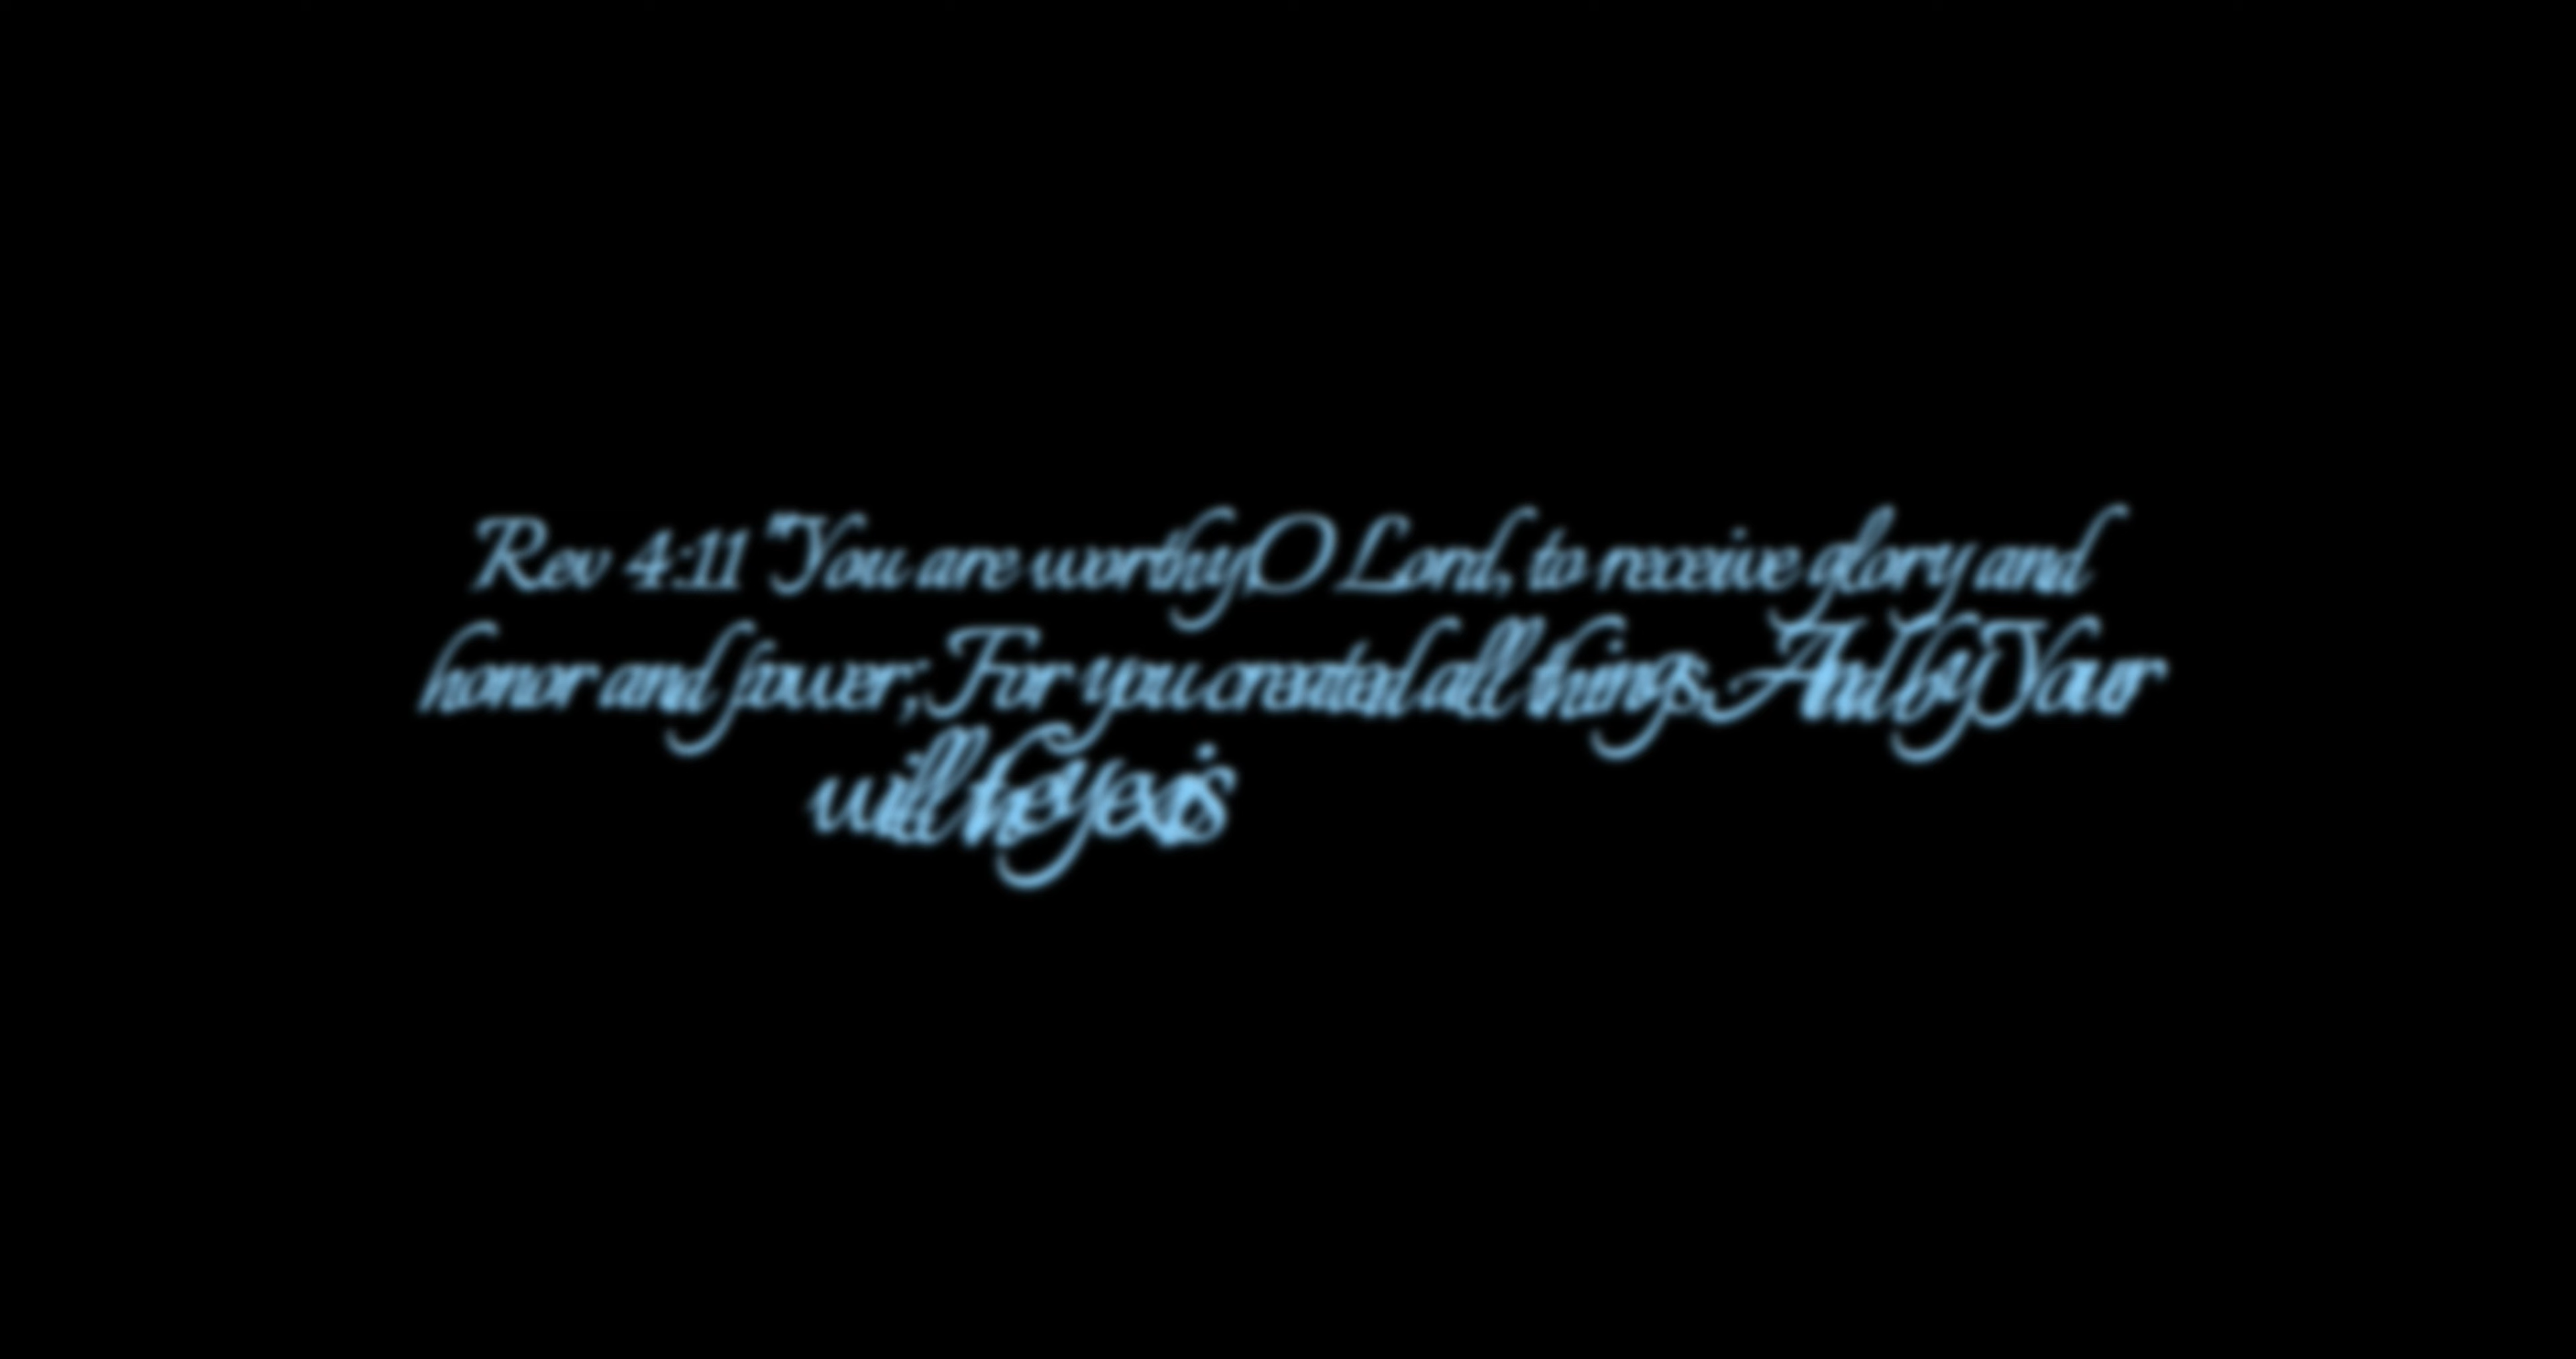 Rev 4:11 "You are worthy, O Lord, to receive glory and
honor and power; For you created all things, And by Your
will they exis